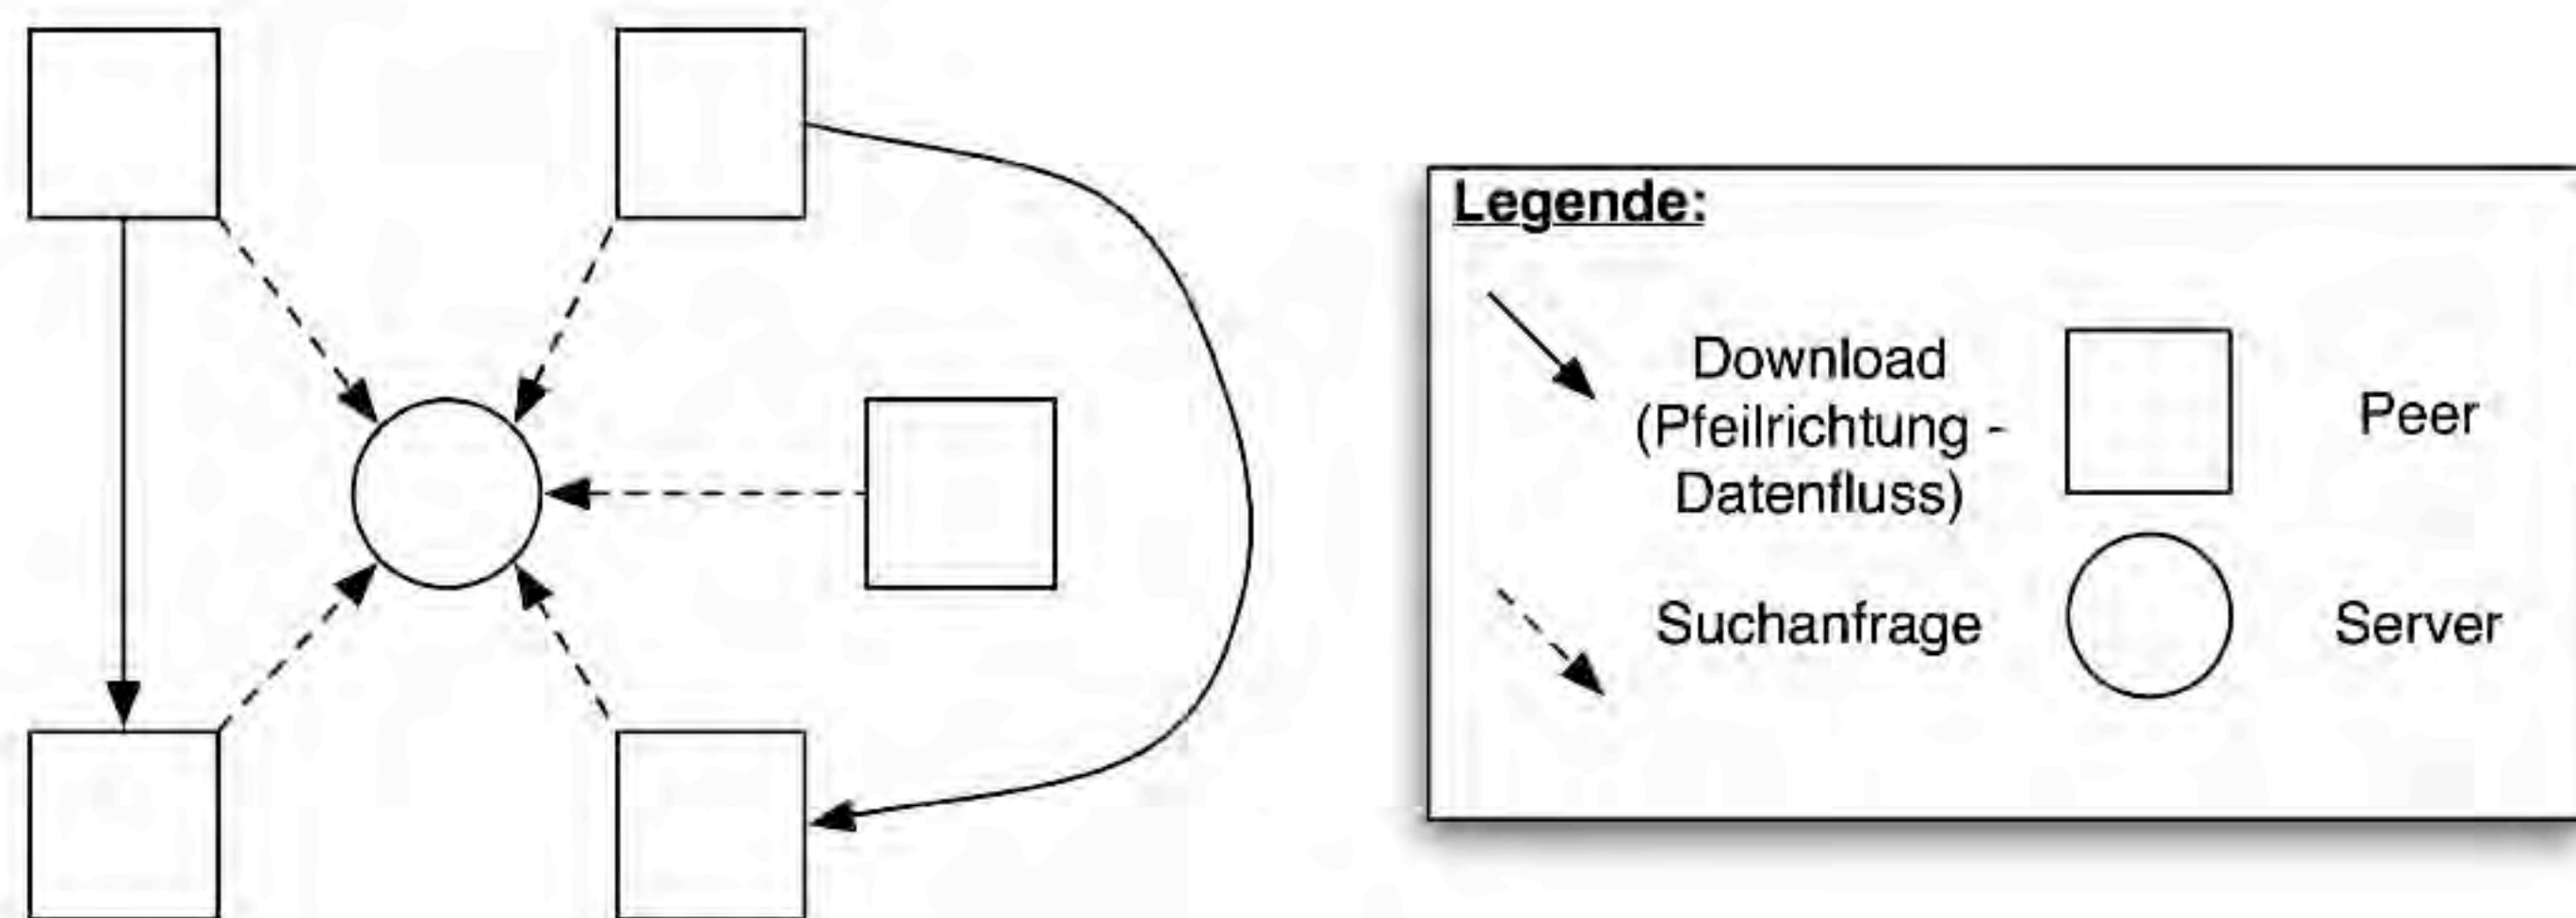 Legende:
Download
(Pfeilrichtung -
Datenfluss)
Peer
Suchanfrage
Server